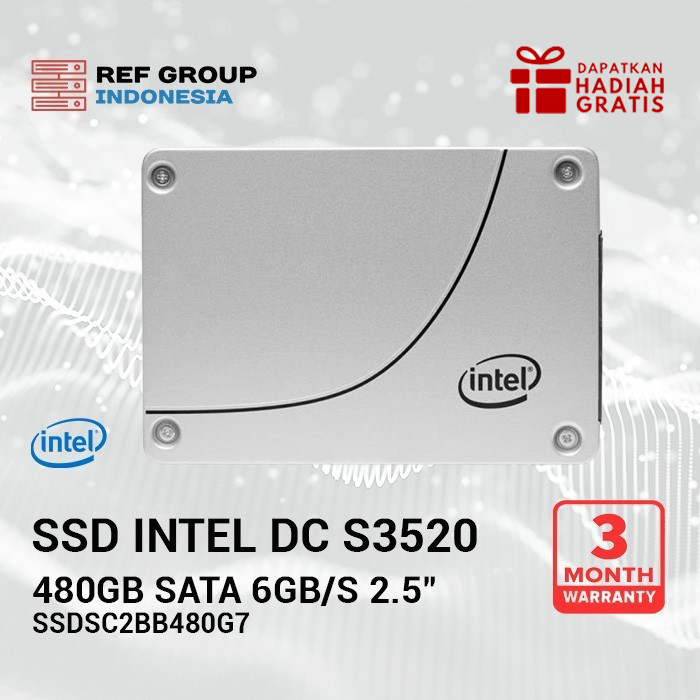 REF GROUP
INDONESIA
DAPATKAN
HADIAH
GRATIS
intel
intel
SSD INTEL DC S3520
480GB SATA 6GB/S 2.5"
SSDSC2BB480G7
3
MONTH
WARRANTY